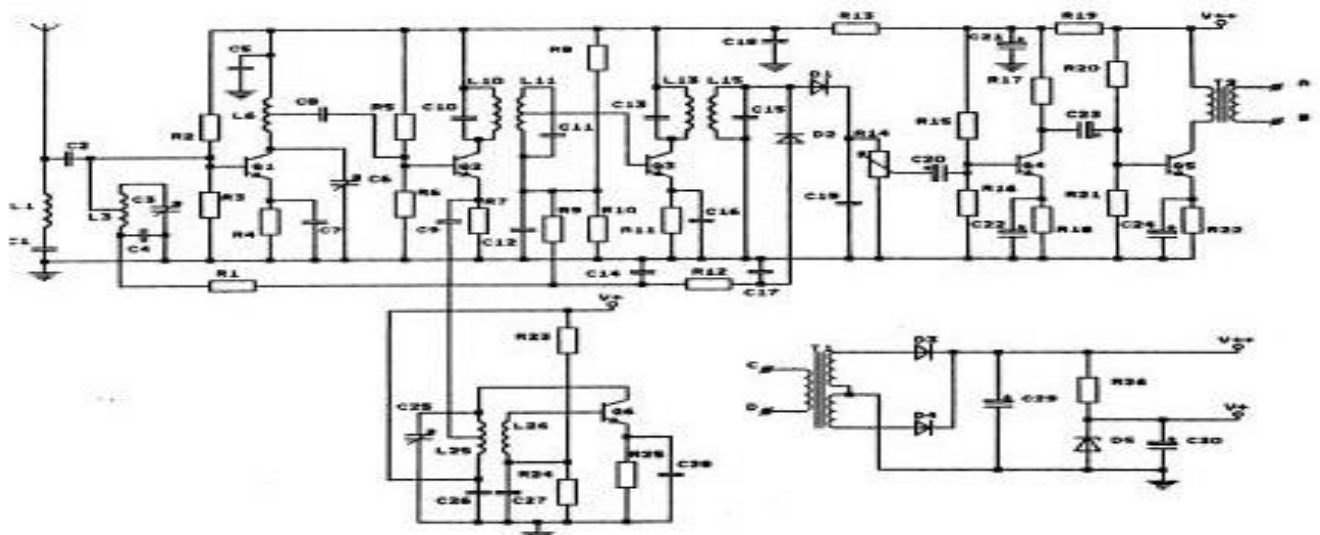 R13 R19 V++
C5 C18 C21
R8 R17 R20 T2
L10 L11 L13 L15 D1 A
L6 C8 R5 C10 C13 C15 C23 B
R2 C11 D2 R14 R15
C2 Q1 Q2 Q3 C20 Q4 Q5
C6
L1 L3 C3 R3 R6 R7 R9 R10 C16 C19 R16 R21
C1 C4 R4 C7 C9 C12 R11 C22 R18 C24 R22
R1 C14 R12 C17
V+
R23 T1 D3 V++
C
C25 Q6 D D4 C29 R26 V+
L25 L26 R25 D5 C30
C26 C27 R24 C28